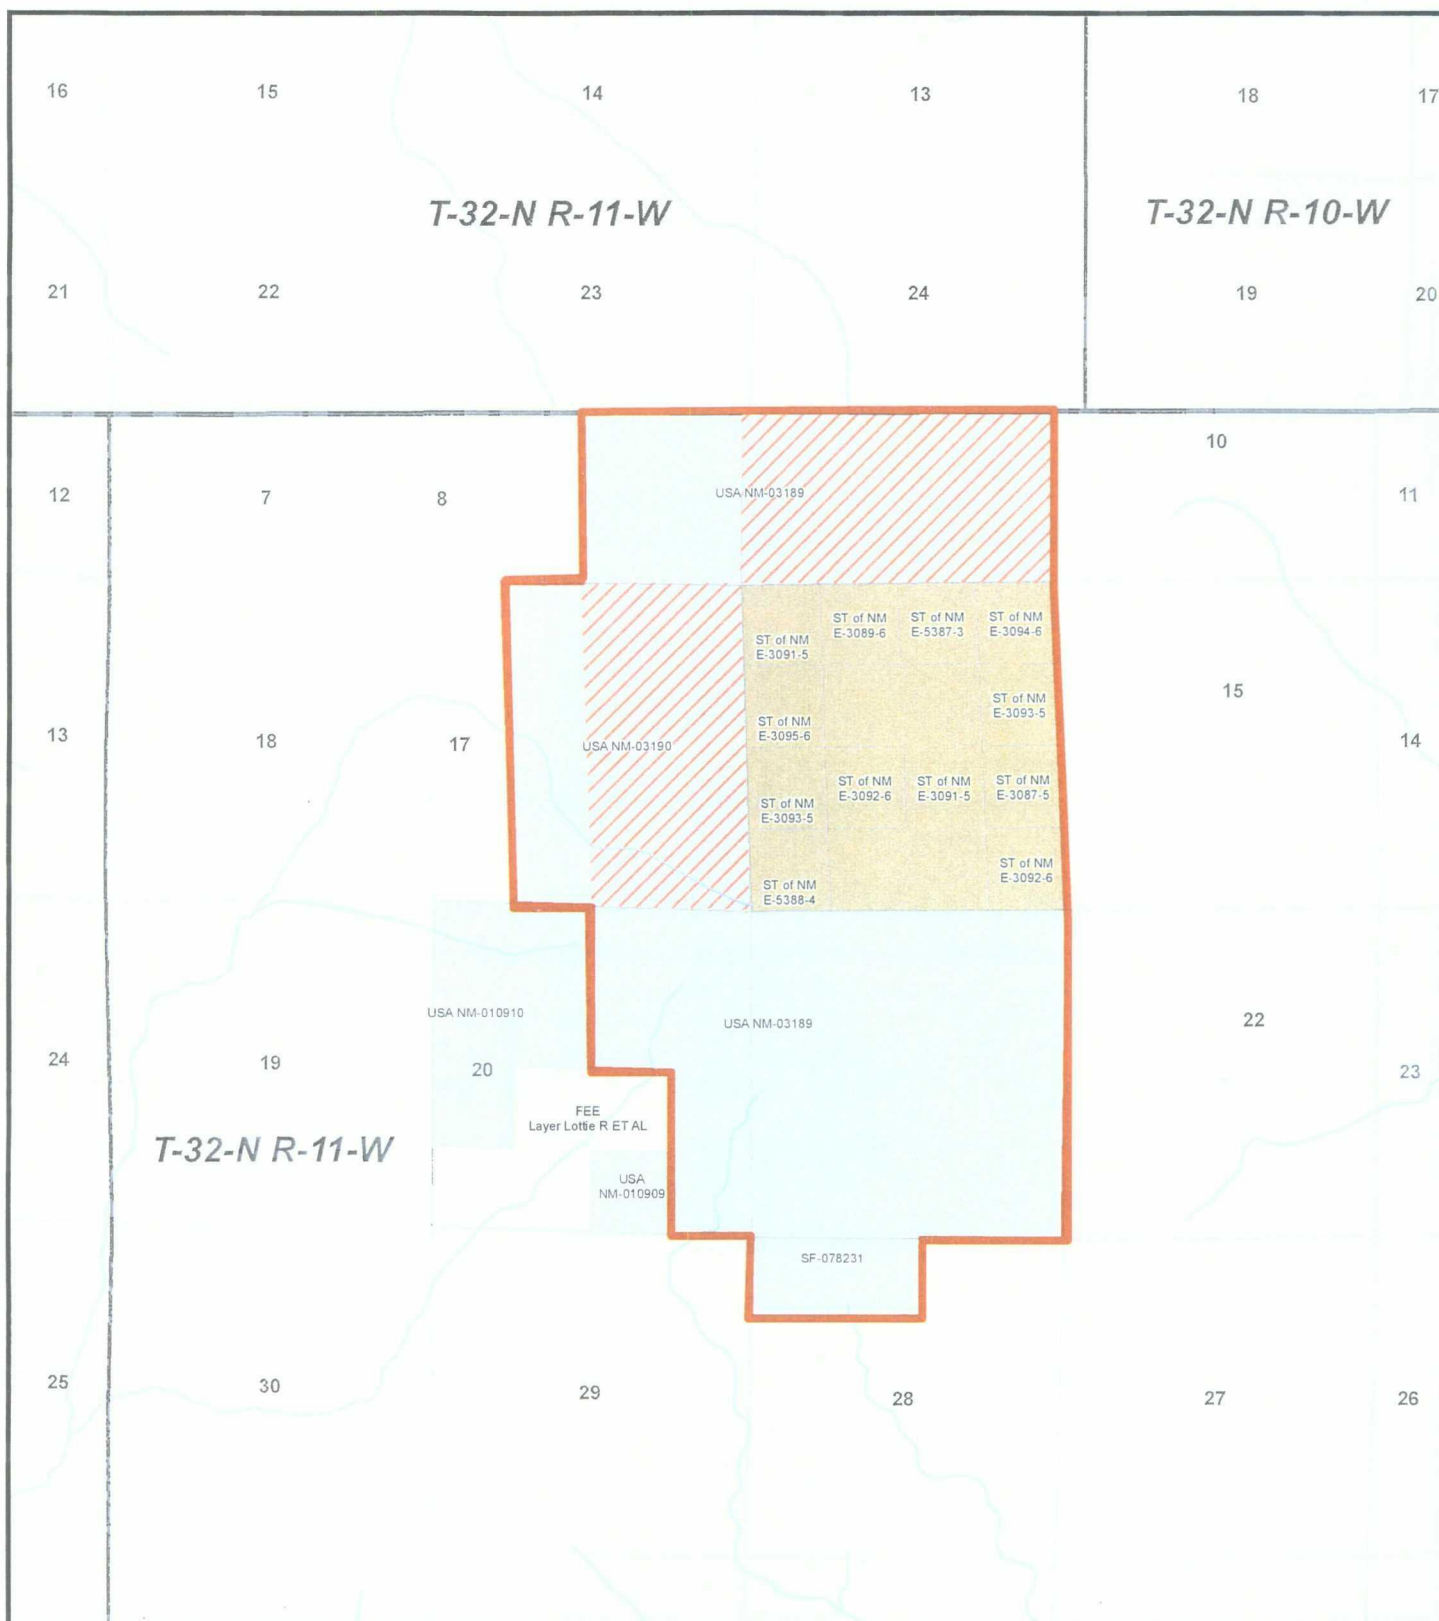 16
15
14
13
18
17
T-32-N R-11-W
T-32-N R-10-W
21
22
23
24
19
20
10
12
7
8
USA NM-03189
11
ST of NM
E-3089-6
ST of NM
E-5387-3
ST of NM
E-3094-6
ST of NM
E-3091-5
15
ST of NM
E-3093-5
ST of NM
E-3095-6
13
18
17
USA NM-03190
14
ST of NM
E-3092-6
ST of NM
E-3091-5
ST of NM
E-3087-5
ST of NM
E-3093-5
ST of NM
E-3092-6
ST of NM
E-5388-4
USA NM-010910
USA NM-03189
22
24
19
20
23
FEE
Layer Lottie R ET AL
T-32-N R-11-W
USA
NM-010909
SF-078231
25
30
29
28
27
26